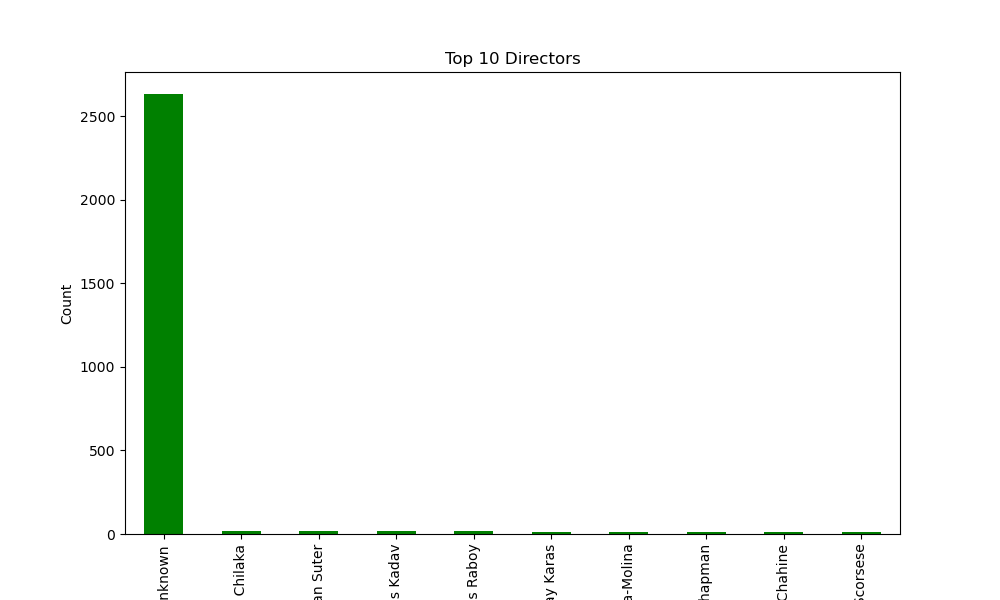 Top 10 Directors
Count
2500
2000
1500
1000
500
0
nknown
Chilaka
an Suter
s Kadav
s Raboy
ay Karas
a-Molina
hapman
Chahine
Scorsese